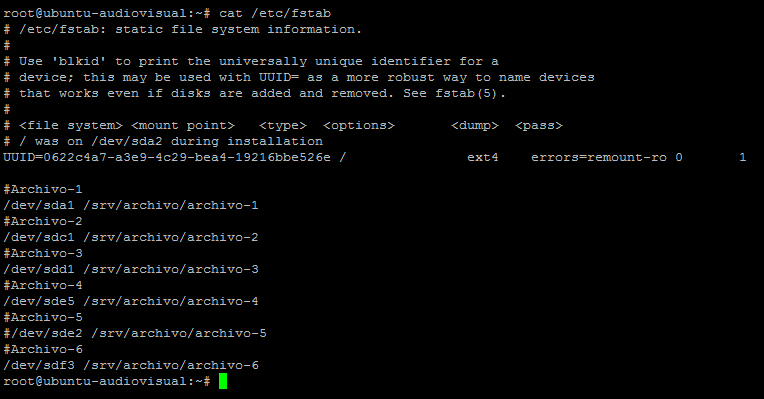 root@ubuntu-audiovisual:~# cat /etc/fstab
# /etc/fstab: static file system information.
#
# Use 'blkid' to print the universally unique identifier for a
# device; this may be used with UUID= as a more robust way to name devices
# that works even if disks are added and removed. See fstab(5).
#
# <file system> <mount point>   <type>  <options>       <dump>  <pass>
# / was on /dev/sda2 during installation
UUID=0622c4a7-a3e9-4c29-bea4-19216bbe526e /               ext4    errors=remount-ro 0       1

#Archivo-1
/dev/sda1 /srv/archivo/archivo-1
#Archivo-2
/dev/sdc1 /srv/archivo/archivo-2
#Archivo-3
/dev/sdd1 /srv/archivo/archivo-3
#Archivo-4
/dev/sde5 /srv/archivo/archivo-4
#Archivo-5
#/dev/sde2 /srv/archivo/archivo-5
#Archivo-6
/dev/sdf3 /srv/archivo/archivo-6
root@ubuntu-audiovisual:~#